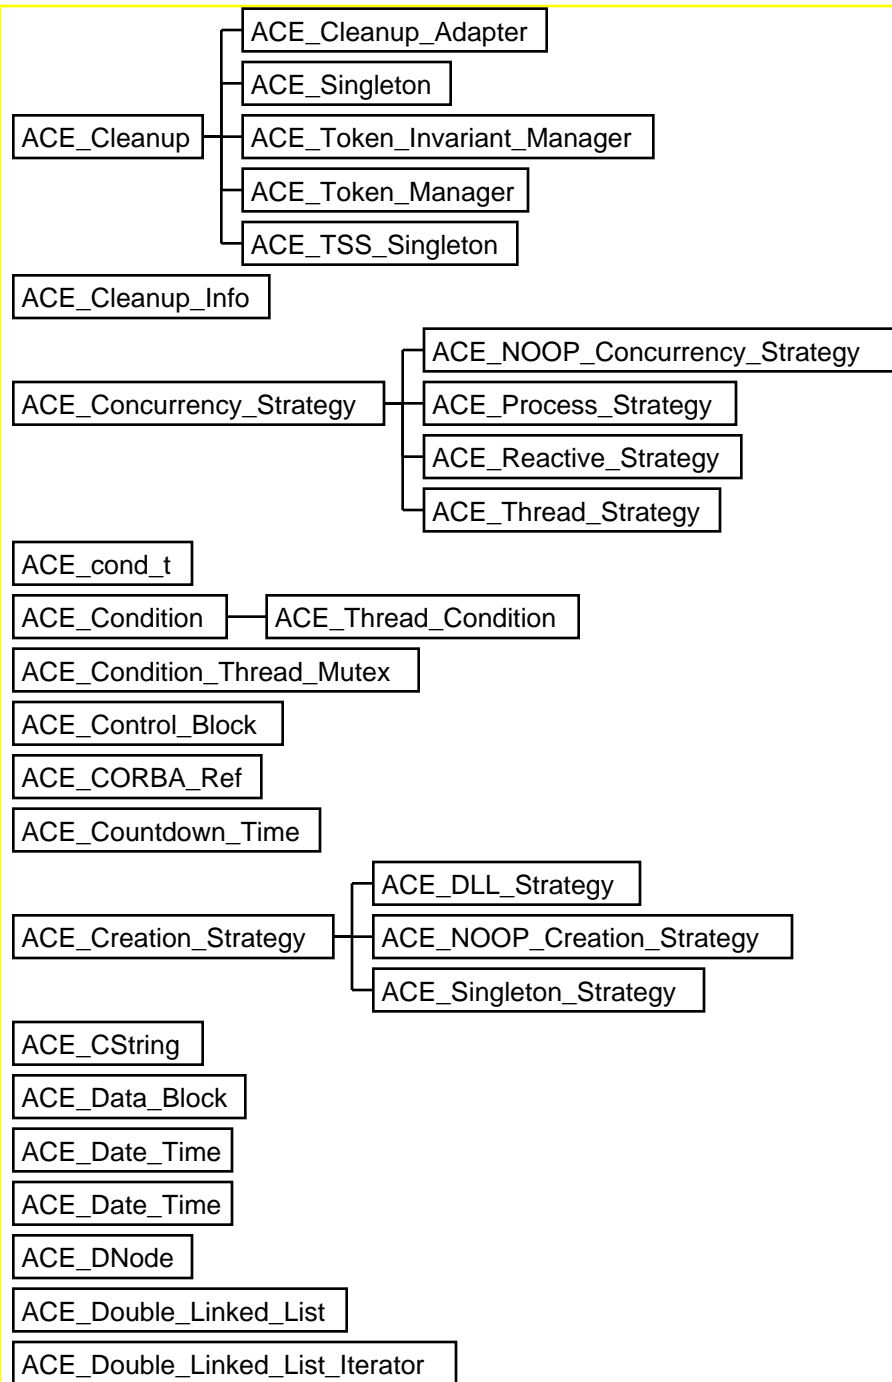 ACE_Cleanup_Adapter
ACE_Singleton
ACE_Cleanup
ACE_Token_Invariant_Manager
ACE_Token_Manager
ACE_TSS_Singleton
ACE_Cleanup_Info
ACE_NOOP_Concurrency_Strategy
ACE_Concurrency_Strategy
ACE_Process_Strategy
ACE_Reactive_Strategy
ACE_Thread_Strategy
ACE_cond_t
ACE_Condition
ACE_Thread_Condition
ACE_Condition_Thread_Mutex
ACE_Control_Block
ACE_CORBA_Ref
ACE_Countdown_Time
ACE_DLL_Strategy
ACE_Creation_Strategy
ACE_NOOP_Creation_Strategy
ACE_Singleton_Strategy
ACE_CString
ACE_Data_Block
ACE_Date_Time
ACE_Date_Time
ACE_DNode
ACE_Double_Linked_List
ACE_Double_Linked_List_Iterator